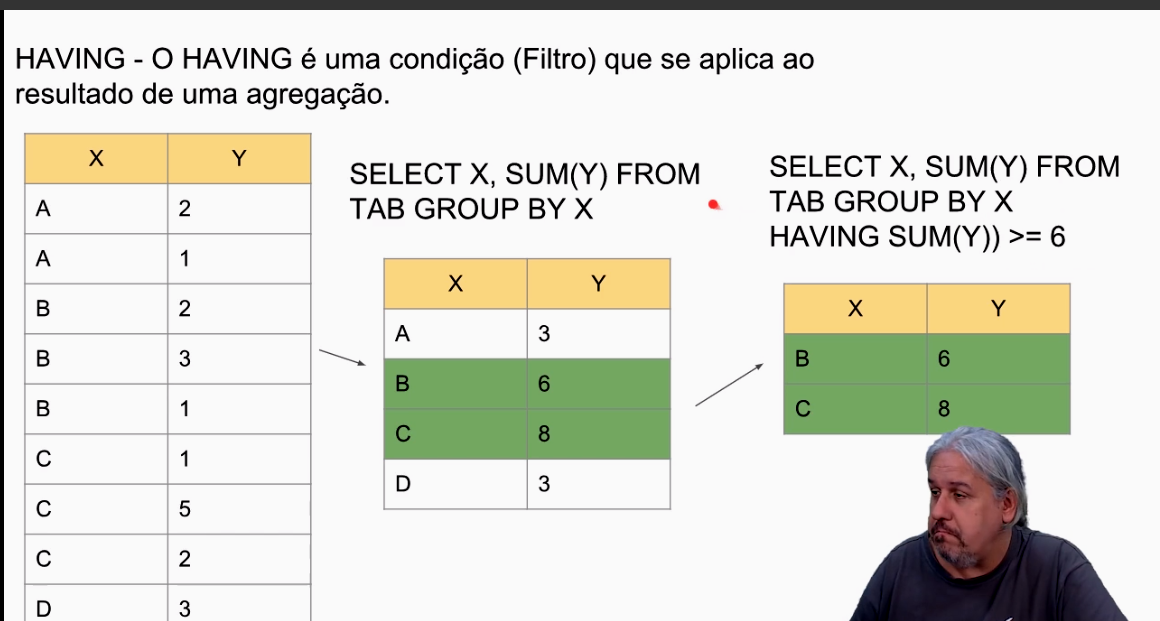 HAVING - O HAVING é uma condição (Filtro) que se aplica ao
resultado de uma agregação.
X Y
A 2
A 1
B 2
B 3
B 1
C 1
C 5
C 2
D 3
SELECT X, SUM(Y) FROM
TAB GROUP BY X
X Y
A 3
B 6
C 8
D 3
SELECT X, SUM(Y) FROM
TAB GROUP BY X
HAVING SUM(Y)) >= 6
X Y
B 6
C 8